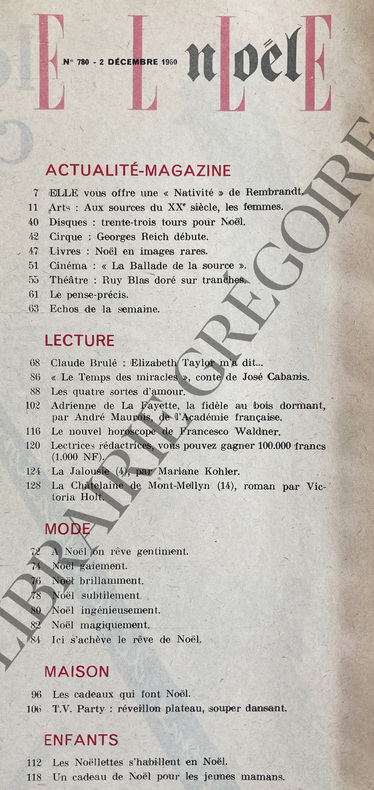 ELLE
N° 780 - 2 DÉCEMBRE 1960
noël
ACTUALITÉ-MAGAZINE
7 ELLE vous offre une « Nativité » de Rembrandt.
11 Arts : Aux sources du XXe siècle, les femmes.
40 Disques : trente-trois tours pour Noël.
42 Cirque : Georges Reich débute.
47 Livres : Noël en images rares.
51 Cinéma : « La Ballade de la source ».
55 Théâtre : Ruy Blas doré sur tranches.
61 Le pense-précis.
63 Echos de la semaine.
LECTURE
68 Claude Brulé : Elizabeth Taylor m'a dit...
86 « Le Temps des miracles », conte de José Cabanis.
88 Les quatre sortes d'amour.
102 Adrienne de La Fayette, la fidèle au bois dormant,
par André Maurois, de l'Académie française.
116 Le nouvel horoscope de Francesco Waldner.
120 Lectrices rédactrices, vous pouvez gagner 100.000 francs
(1.000 NF).
124 La Jalousie (4), par Mariane Kohler.
128 La Châtelaine de Mont-Mellyn (14), roman par Vic-
toria Holt.
MODE
72 A Noël on rêve gentiment.
74 Noël gaiement.
76 Noël brillamment.
78 Noël subtilement.
80 Noël ingénieusement.
82 Noël magiquement.
84 Ici s'achève le rêve de Noël.
MAISON
96 Les cadeaux qui font Noël.
106 T.V. Party : réveillon plateau, souper dansant.
ENFANTS
112 Les Noëllettes s'habillent en Noël.
118 Un cadeau de Noël pour les jeunes mamans.
LIBRAIRIE GRÉGOIRE